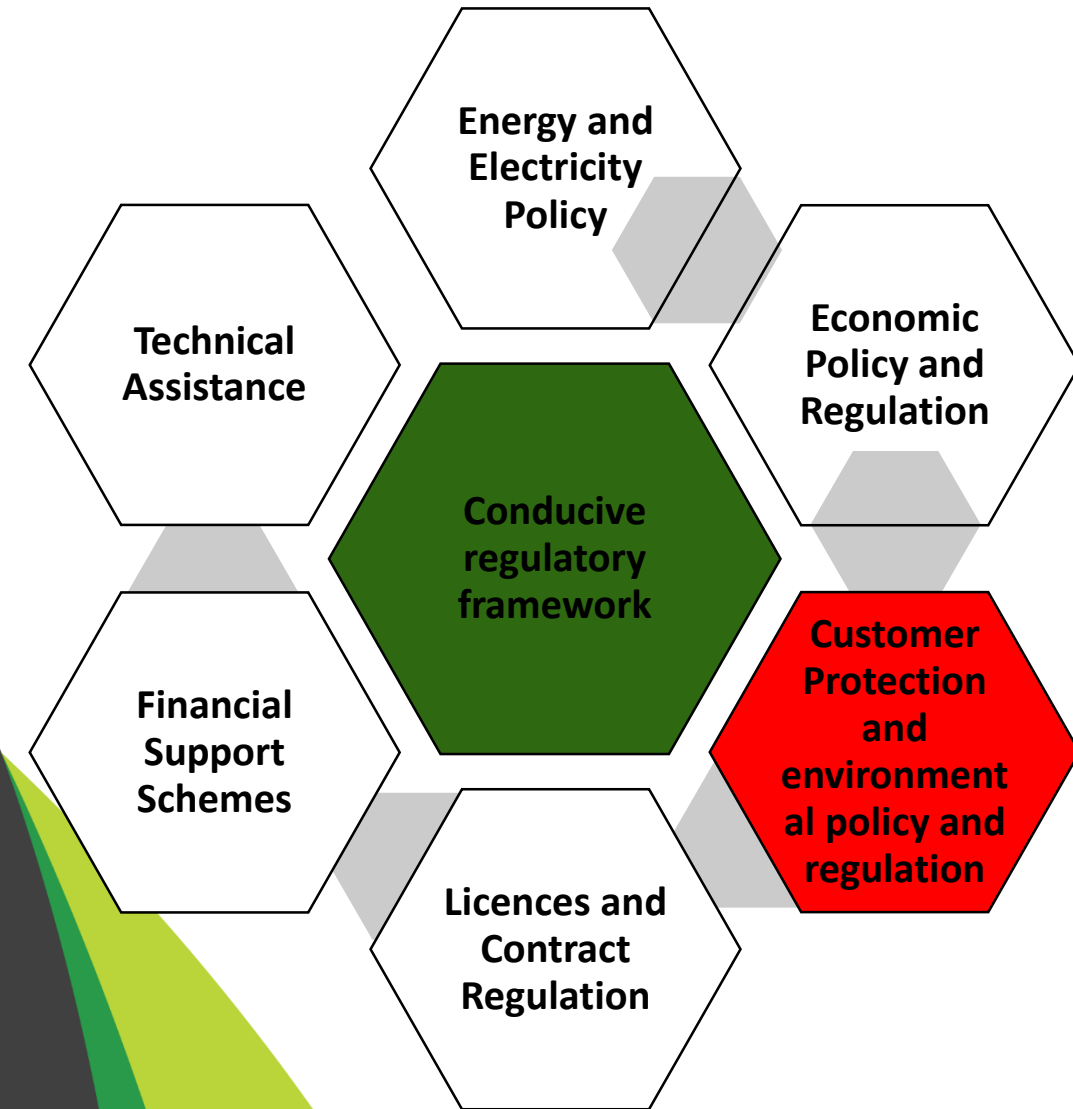 Energy and
Electricity
Policy
Technical
Assistance
Economic
Policy and
Regulation
Conducive
regulatory
framework
Financial
Support
Schemes
Customer
Protection
and
environment
al policy and
regulation
Licences and
Contract
Regulation